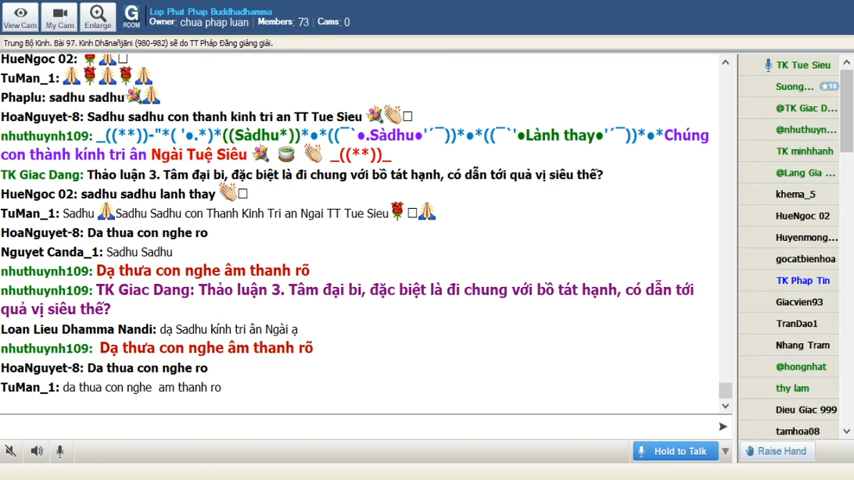 Lop Phat Phap Buddhadhamma
Owner: chua phap luan Members: 73 Cams: 0
View Cam
My Cam
Enlarge
G
ROOM
Trung Bộ Kinh. Bài 97. Kinh Dhānañjāni (980-982) sẽ do TT Pháp Đăng giảng giải.
HueNgoc 02:
TuMan_1:
Phaplu: sadhu sadhu
HoaNguyet-8: Sadhu sadhu con thanh kinh tri an TT Tue Sieu
nhuthuynh109: _((**))-"*( '●.*)*((Sàdhu*))*●*((¯`●.Sàdhu●'´¯))*●*((¯`'●Lành thay●'´¯))*●*Chúng
con thành kính tri ân Ngài Tuệ Siêu _((**))_
TK Giac Dang: Thảo luận 3. Tâm đại bi, đặc biệt là đi chung với bồ tát hạnh, có dẫn tới quả vị siêu thế?
HueNgoc 02: sadhu sadhu lanh thay
TuMan_1: Sadhu Sadhu Sadhu con Thanh Kinh Tri an Ngai TT Tue Sieu
HoaNguyet-8: Da thua con nghe ro
Nguyet Canda_1: Sadhu Sadhu
nhuthuynh109: Dạ thưa con nghe âm thanh rõ
nhuthuynh109: TK Giac Dang: Thảo luận 3. Tâm đại bi, đặc biệt là đi chung với bồ tát hạnh, có dẫn tới
quả vị siêu thế?
Loan Lieu Dhamma Nandi: dạ Sadhu kính tri ân Ngài ạ
nhuthuynh109: Dạ thưa con nghe âm thanh rõ
HoaNguyet-8: Da thua con nghe ro
TuMan_1: da thua con nghe am thanh ro
Hold to Talk
TK Tue Sieu
Suong... 10
@TK Giac D...
@nhuthuyn...
TK minhhanh
@Lang Gia ...
khema_5
HueNgoc 02
Huyenmong...
gocatbienhoa
TK Phap Tin
Giacvien93
TranDao1
Nhang Tram
@hongnhat
thy lam
Dieu Giac 999
tamhoa08
Raise Hand